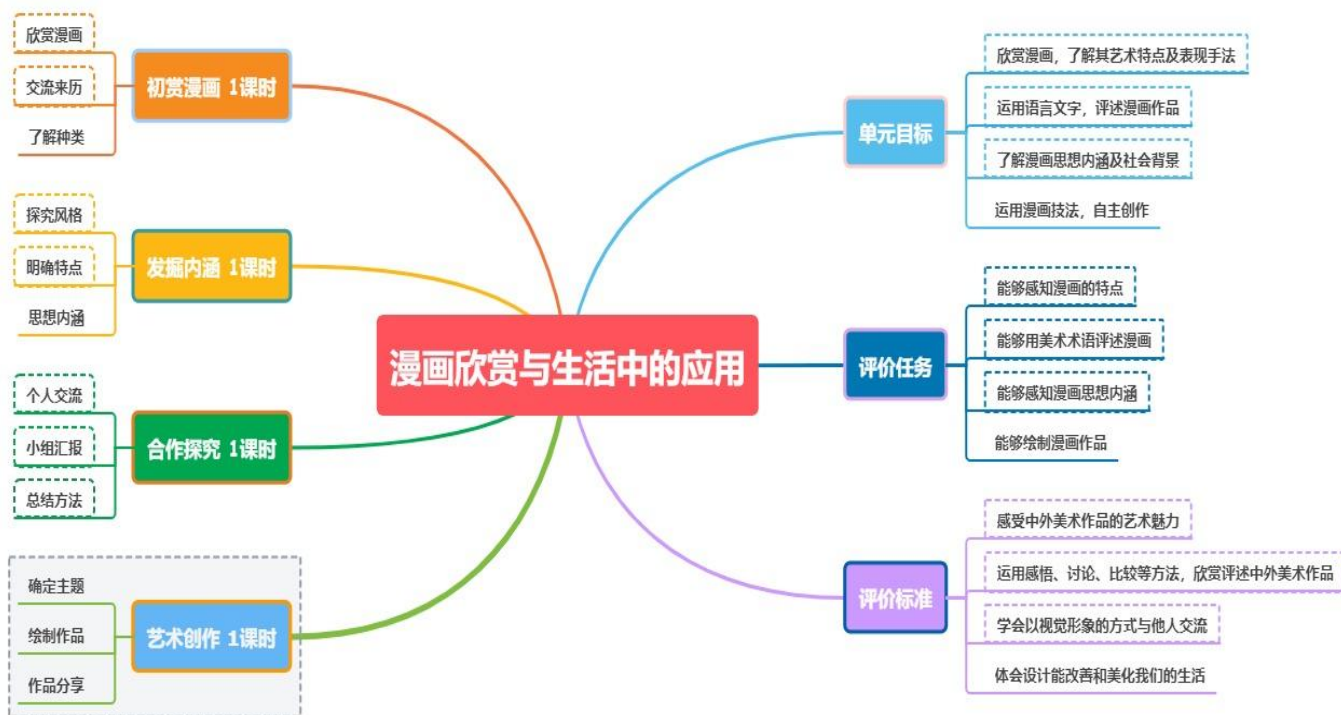 漫画欣赏与生活中的应用
初赏漫画 1课时
欣赏漫画
交流来历
了解种类
发掘内涵 1课时
探究风格
明确特点
思想内涵
合作探究 1课时
个人交流
小组汇报
总结方法
艺术创作 1课时
确定主题
绘制作品
作品分享
单元目标
欣赏漫画，了解其艺术特点及表现手法
运用语言文字，评述漫画作品
了解漫画思想内涵及社会背景
运用漫画技法，自主创作
评价任务
能够感知漫画的特点
能够用美术术语评述漫画
能够感知漫画思想内涵
能够绘制漫画作品
评价标准
感受中外美术作品的艺术魅力
运用感悟、讨论、比较等方法，欣赏评述中外美术作品
学会以视觉形象的方式与他人交流
体会设计能改善和美化我们的生活